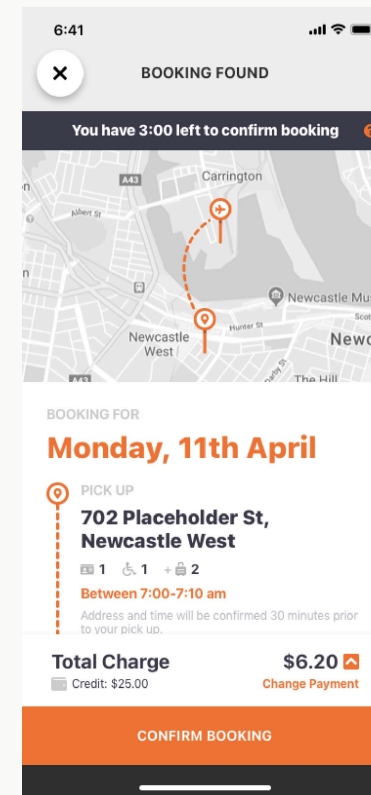 6:41
BOOKING FOUND
You have 3:00 left to confirm booking
A43
Carrington
Albert St
Newcastle Mu
Hunter St
Scot
Newcastle
West
Newc
The Hill
BOOKING FOR
Monday, 11th April
PICK UP
702 Placeholder St,
Newcastle West
1 1 + 2
Between 7:00-7:10 am
Address and time will be confirmed 30 minutes prior
to your pick up.
Total Charge
$6.20
Credit: $25.00
Change Payment
CONFIRM BOOKING